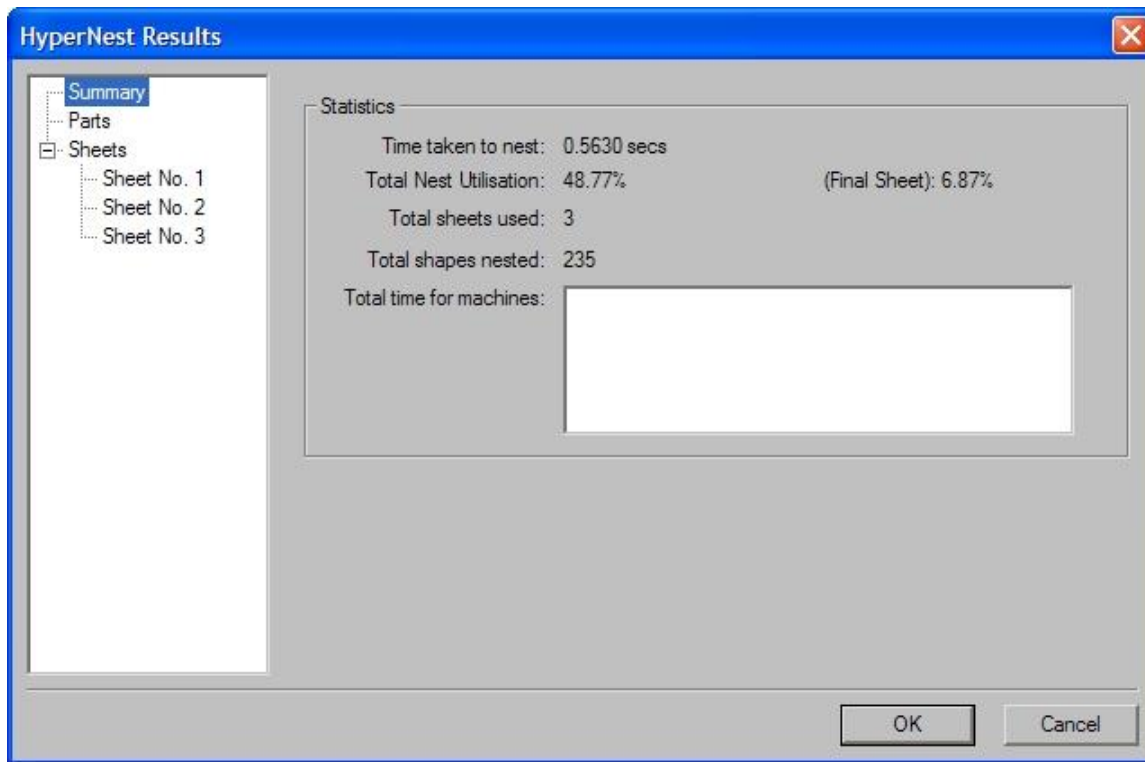 HyperNest Results
Summary
Parts
Sheets
Sheet No. 1
Sheet No. 2
Sheet No. 3
Statistics
Time taken to nest: 0.5630 secs
Total Nest Utilisation: 48.77% (Final Sheet): 6.87%
Total sheets used: 3
Total shapes nested: 235
Total time for machines:
OK Cancel